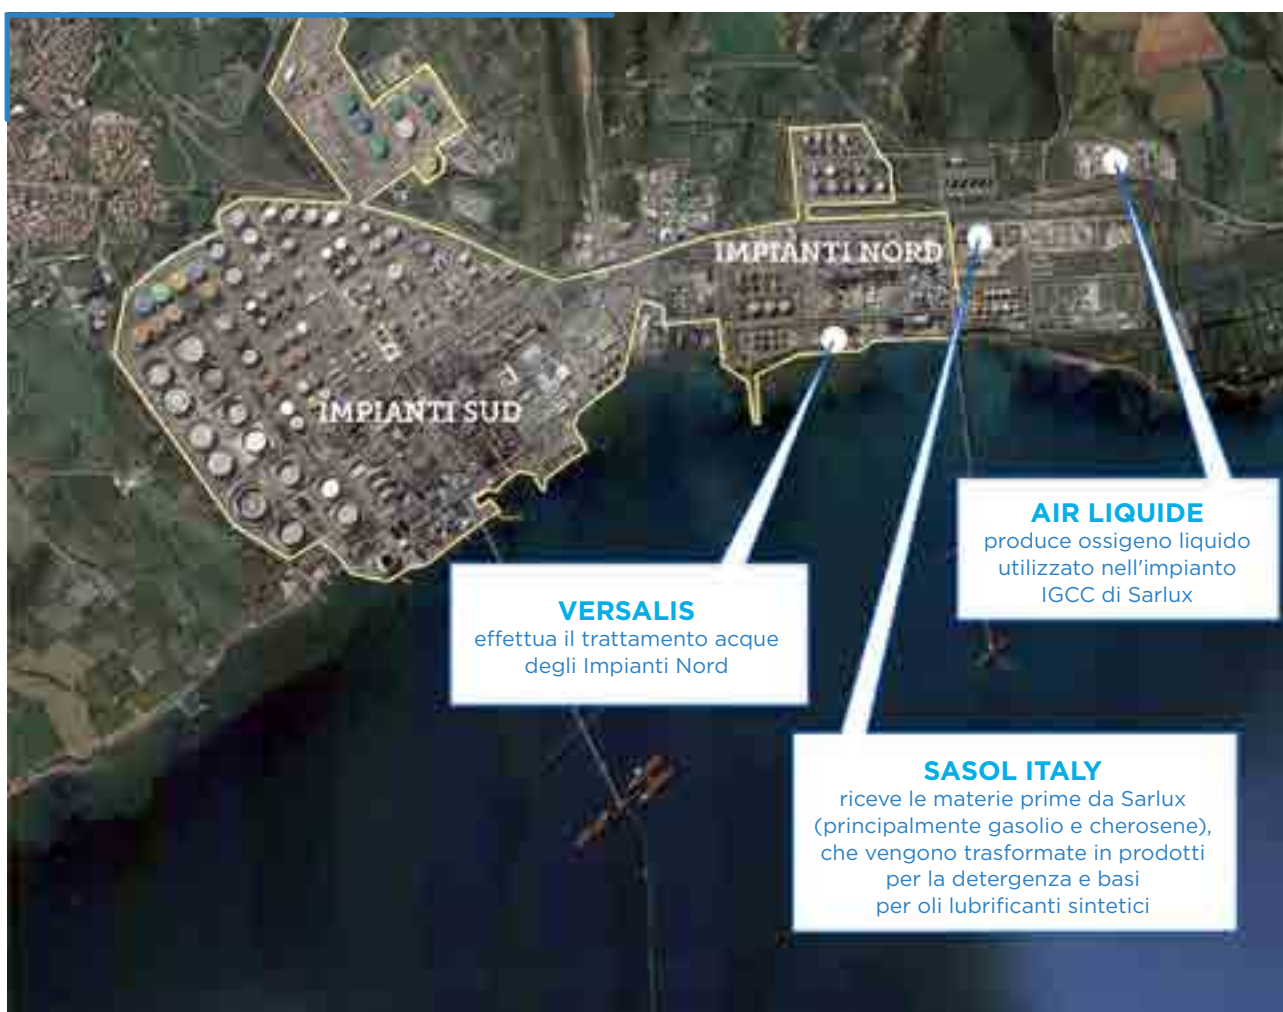 IMPIANTI NORD
IMPIANTI SUD
AIR LIQUIDE
produce ossigeno liquido
utilizzato nell'impianto
IGCC di Sarlux
VERSALIS
effettua il trattamento acque
degli Impianti Nord
SASOL ITALY
riceve le materie prime da Sarlux
(principalmente gasolio e cherosene),
che vengono trasformate in prodotti
per la detergenza e basi
per oli lubrificanti sintetici